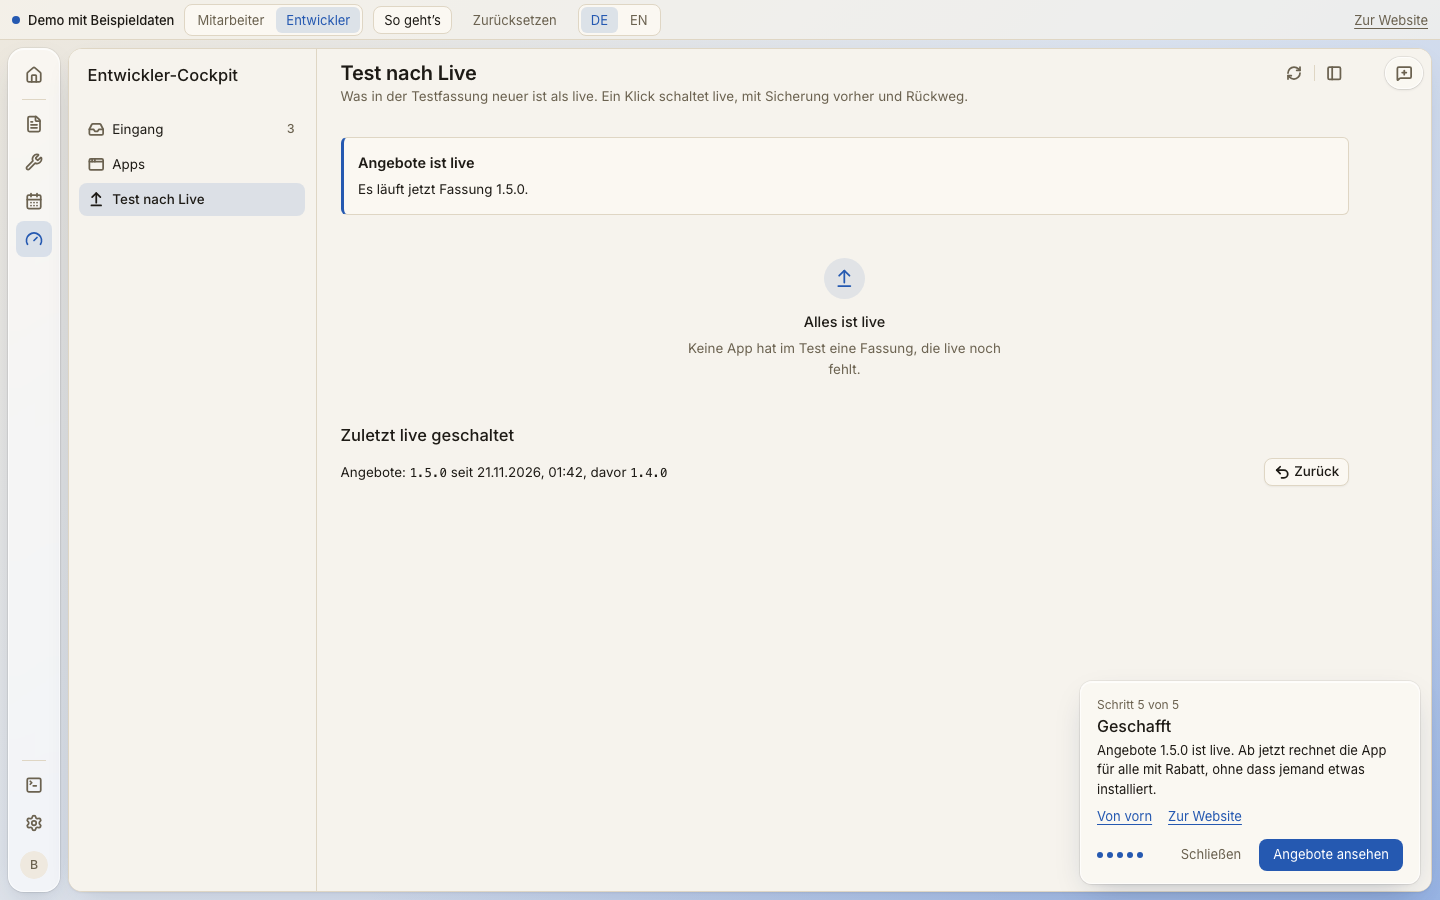 Demo mit Beispieldaten
Mitarbeiter
Entwickler
So geht's
Zurücksetzen
DE
EN
Zur Website
Entwickler-Cockpit
Eingang
3
Apps
Test nach Live
Test nach Live
Was in der Testfassung neuer ist als live. Ein Klick schaltet live, mit Sicherung vorher und Rückweg.
Angebote ist live
Es läuft jetzt Fassung 1.5.0.
Alles ist live
Keine App hat im Test eine Fassung, die live noch
fehlt.
Zuletzt live geschaltet
Angebote: 1.5.0 seit 21.11.2026, 01:42, davor 1.4.0
Zurück
Schritt 5 von 5
Geschafft
Angebote 1.5.0 ist live. Ab jetzt rechnet die App
für alle mit Rabatt, ohne dass jemand etwas
installiert.
Von vorn
Zur Website
Schließen
Angebote ansehen
B